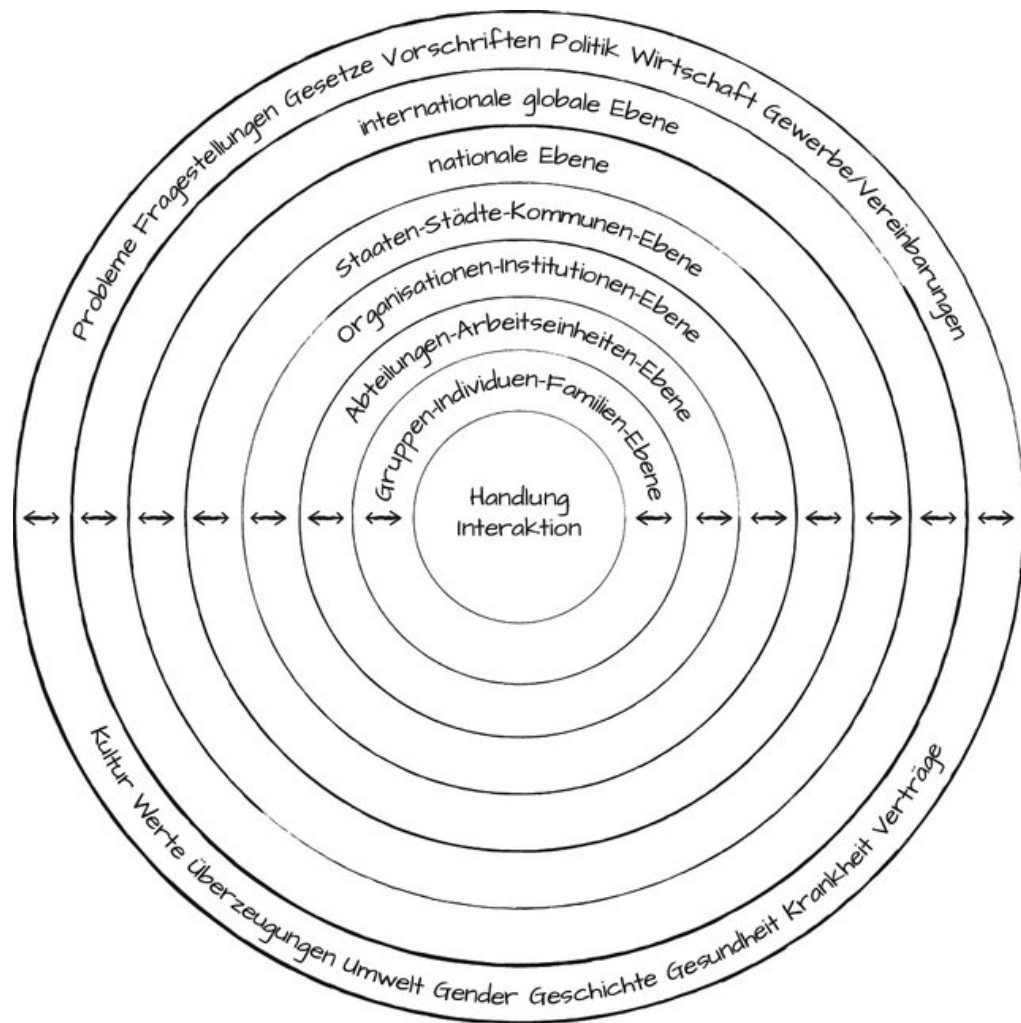 Probleme Fragestellungen Gesetze Vorschriften Politik Wirtschaft Gewerbe/Vereinbarungen
internationale globale Ebene
nationale Ebene
Staaten-Städte-Kommunen-Ebene
Organisationen-Institutionen-Ebene
Abteilungen-Arbeitseinheiten-Ebene
Gruppen-Individuen-Familien-Ebene
Handlung
Interaktion
Kultur Werte Überzeugungen Umwelt Gender Geschichte Gesundheit Krankheit Verträge